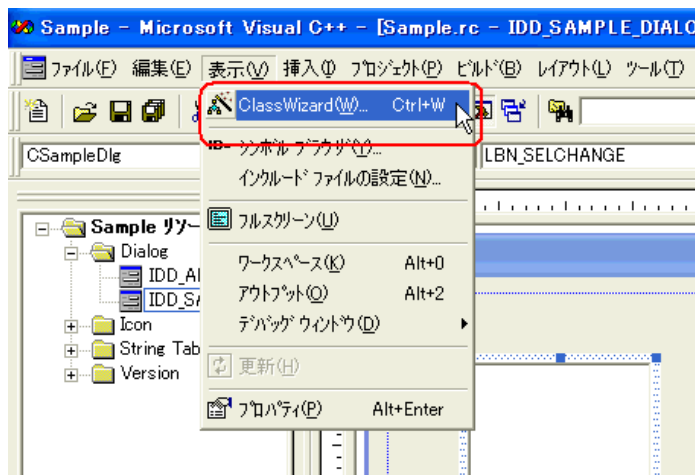 Sample - Microsoft Visual C++ - [Sample.rc - IDD_SAMPLE_DIALO
ファイル(F) 編集(E) 表示(V) 挿入(I) プロジェクト(P) ビルド(B) レイアウト(L) ツール(T)
ClassWizard(W)... Ctrl+W
CSampleDlg LBN_SELCHANGE
シンボル ブラウザ(Y)...
インクルード ファイルの設定(N)...
フルスクリーン(U)
ワークスペース(K) Alt+0
アウトプット(O) Alt+2
デバッグ ウィンドウ(D)
更新(H)
プロパティ(P) Alt+Enter
Sample リソー
Dialog
IDD_A
IDD_SA
Icon
String Tab
Version